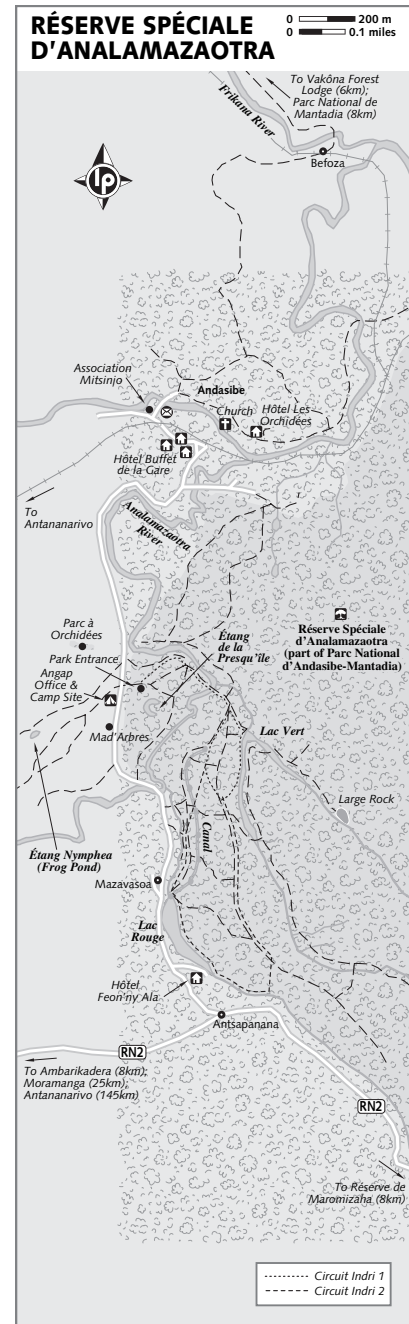 RÉSERVE SPÉCIALE
D'ANALAMAZAOTRA
0 200 m
0 0.1 miles
To Vakôna Forest
Lodge (6km);
Parc National de
Mantadia (8km)
Frikana River
Befoza
lp
Association
Mitsinjo
Andasibe
Church
Hôtel Les
Orchidées
Hôtel Buffet
de la Gare
To
Antananarivo
Analamazaotra
River
Parc à
Orchidées
Park Entrance
Angap
Office &
Camp Site
Mad'Arbres
Étang
de la
Presqu'île
Réserve Spéciale
d'Analamazaotra
(part of Parc National
d'Andasibe-Mantadia)
Lac Vert
Large Rock
Canal
Étang Nymphea
(Frog Pond)
Mazavasoa
Lac
Rouge
Hôtel
Feon'ny Ala
Antsapanana
RN2
To Ambarikadera (8km);
Moramanga (25km);
Antananarivo (145km)
RN2
To Réserve de
Maromizaha (8km)
Circuit Indri 1
Circuit Indri 2